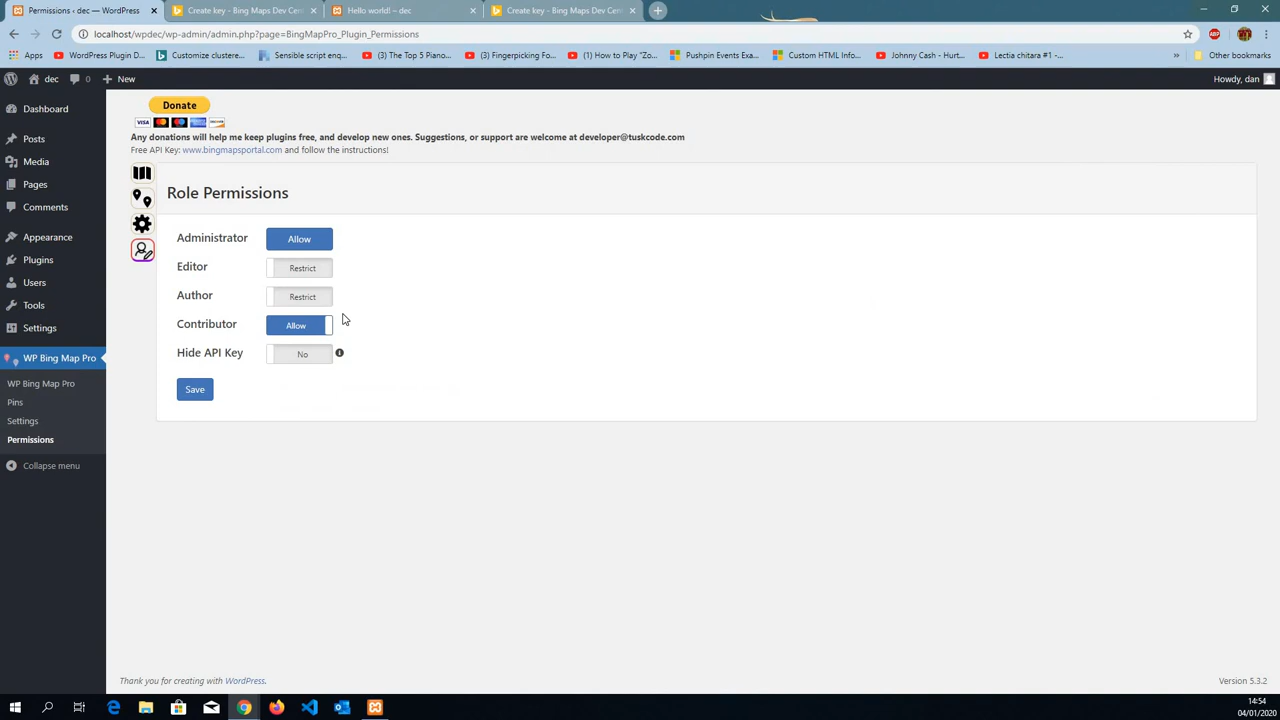 Permissions ‹ dec — WordPress
Create key - Bing Maps Dev Cent
Hello world! – dec
Create key - Bing Maps Dev Cent
localhost/wpdec/wp-admin/admin.php?page=BingMapPro_Plugin_Permissions
Apps
WordPress Plugin D...
Customize clustere...
Sensible script enq...
(3) The Top 5 Piano...
(3) Fingerpicking Fo...
(1) How to Play "Zo...
Pushpin Events Exa...
Custom HTML Info...
Johnny Cash - Hurt...
Lectia chitara #1 -...
»
Other bookmarks
dec
0
New
Howdy, dan
Dashboard
Posts
Media
Pages
Comments
Appearance
Plugins
Users
Tools
Settings
WP Bing Map Pro
WP Bing Map Pro
Pins
Settings
Permissions
Collapse menu
Donate
VISA
DISCOVER
Any donations will help me keep plugins free, and develop new ones. Suggestions, or support are welcome at developer@tuskcode.com
Free API Key: www.bingmapsportal.com and follow the instructions!
Role Permissions
Administrator Allow
Editor Restrict
Author Restrict
Contributor Allow
Hide API Key No
Save
Thank you for creating with WordPress.
Version 5.3.2
14:54
04/01/2020